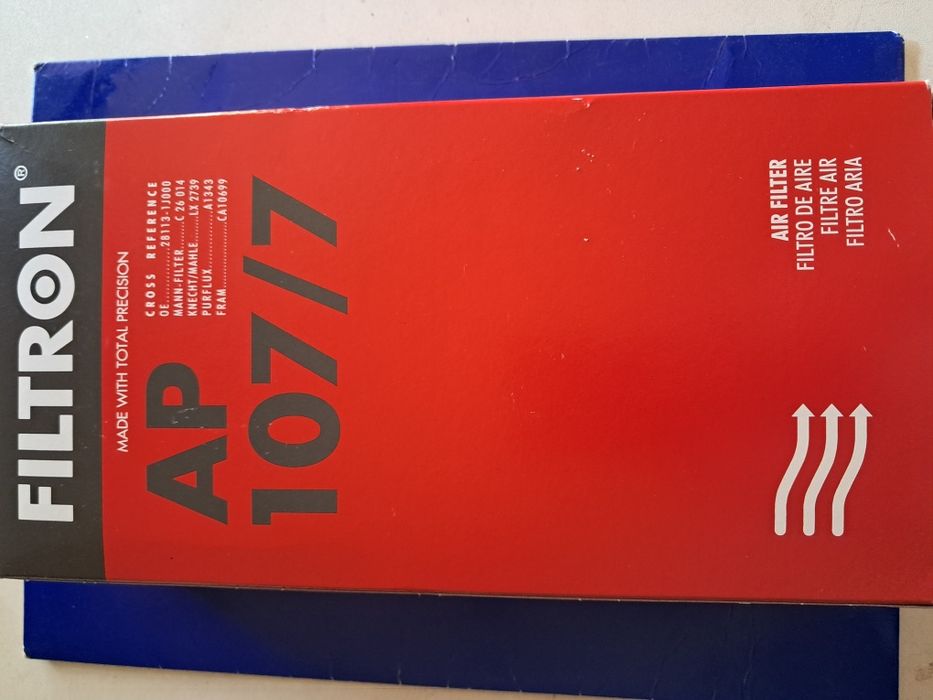 FILTRON®
MADE WITH TOTAL PRECISION
AP
107/7
CROSS REFERENCE
OE...............28113-1J000
MANN-FILTER.........C 26 014
KNECHT/MAHLE.........LX 2739
PURFLUX................A1343
FRAM.................CA10699
AIR FILTER
FILTRO DE AIRE
FILTRE AIR
FILTRO ARIA